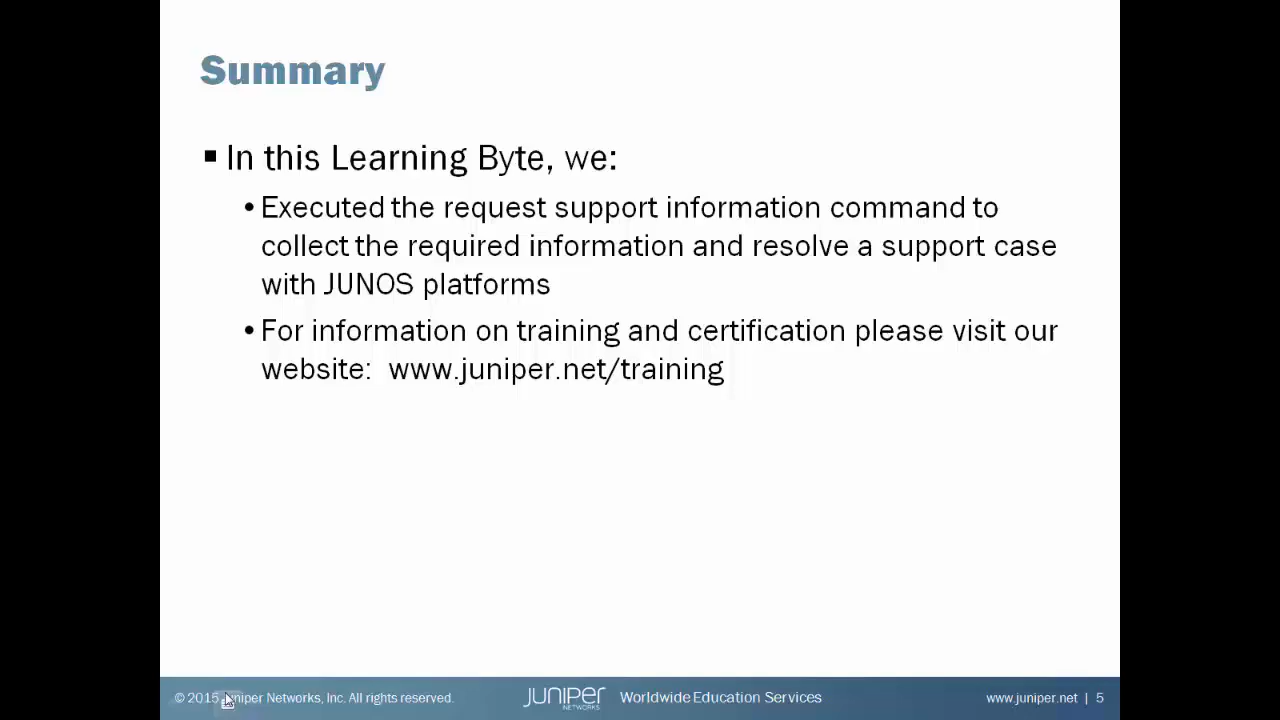 Summary
▪ In this Learning Byte, we:
• Executed the request support information command to
collect the required information and resolve a support case
with JUNOS platforms
• For information on training and certification please visit our
website:  www.juniper.net/training
© 2015 Juniper Networks, Inc. All rights reserved.
JUNIPER
NETWORKS
Worldwide Education Services
www.juniper.net | 5